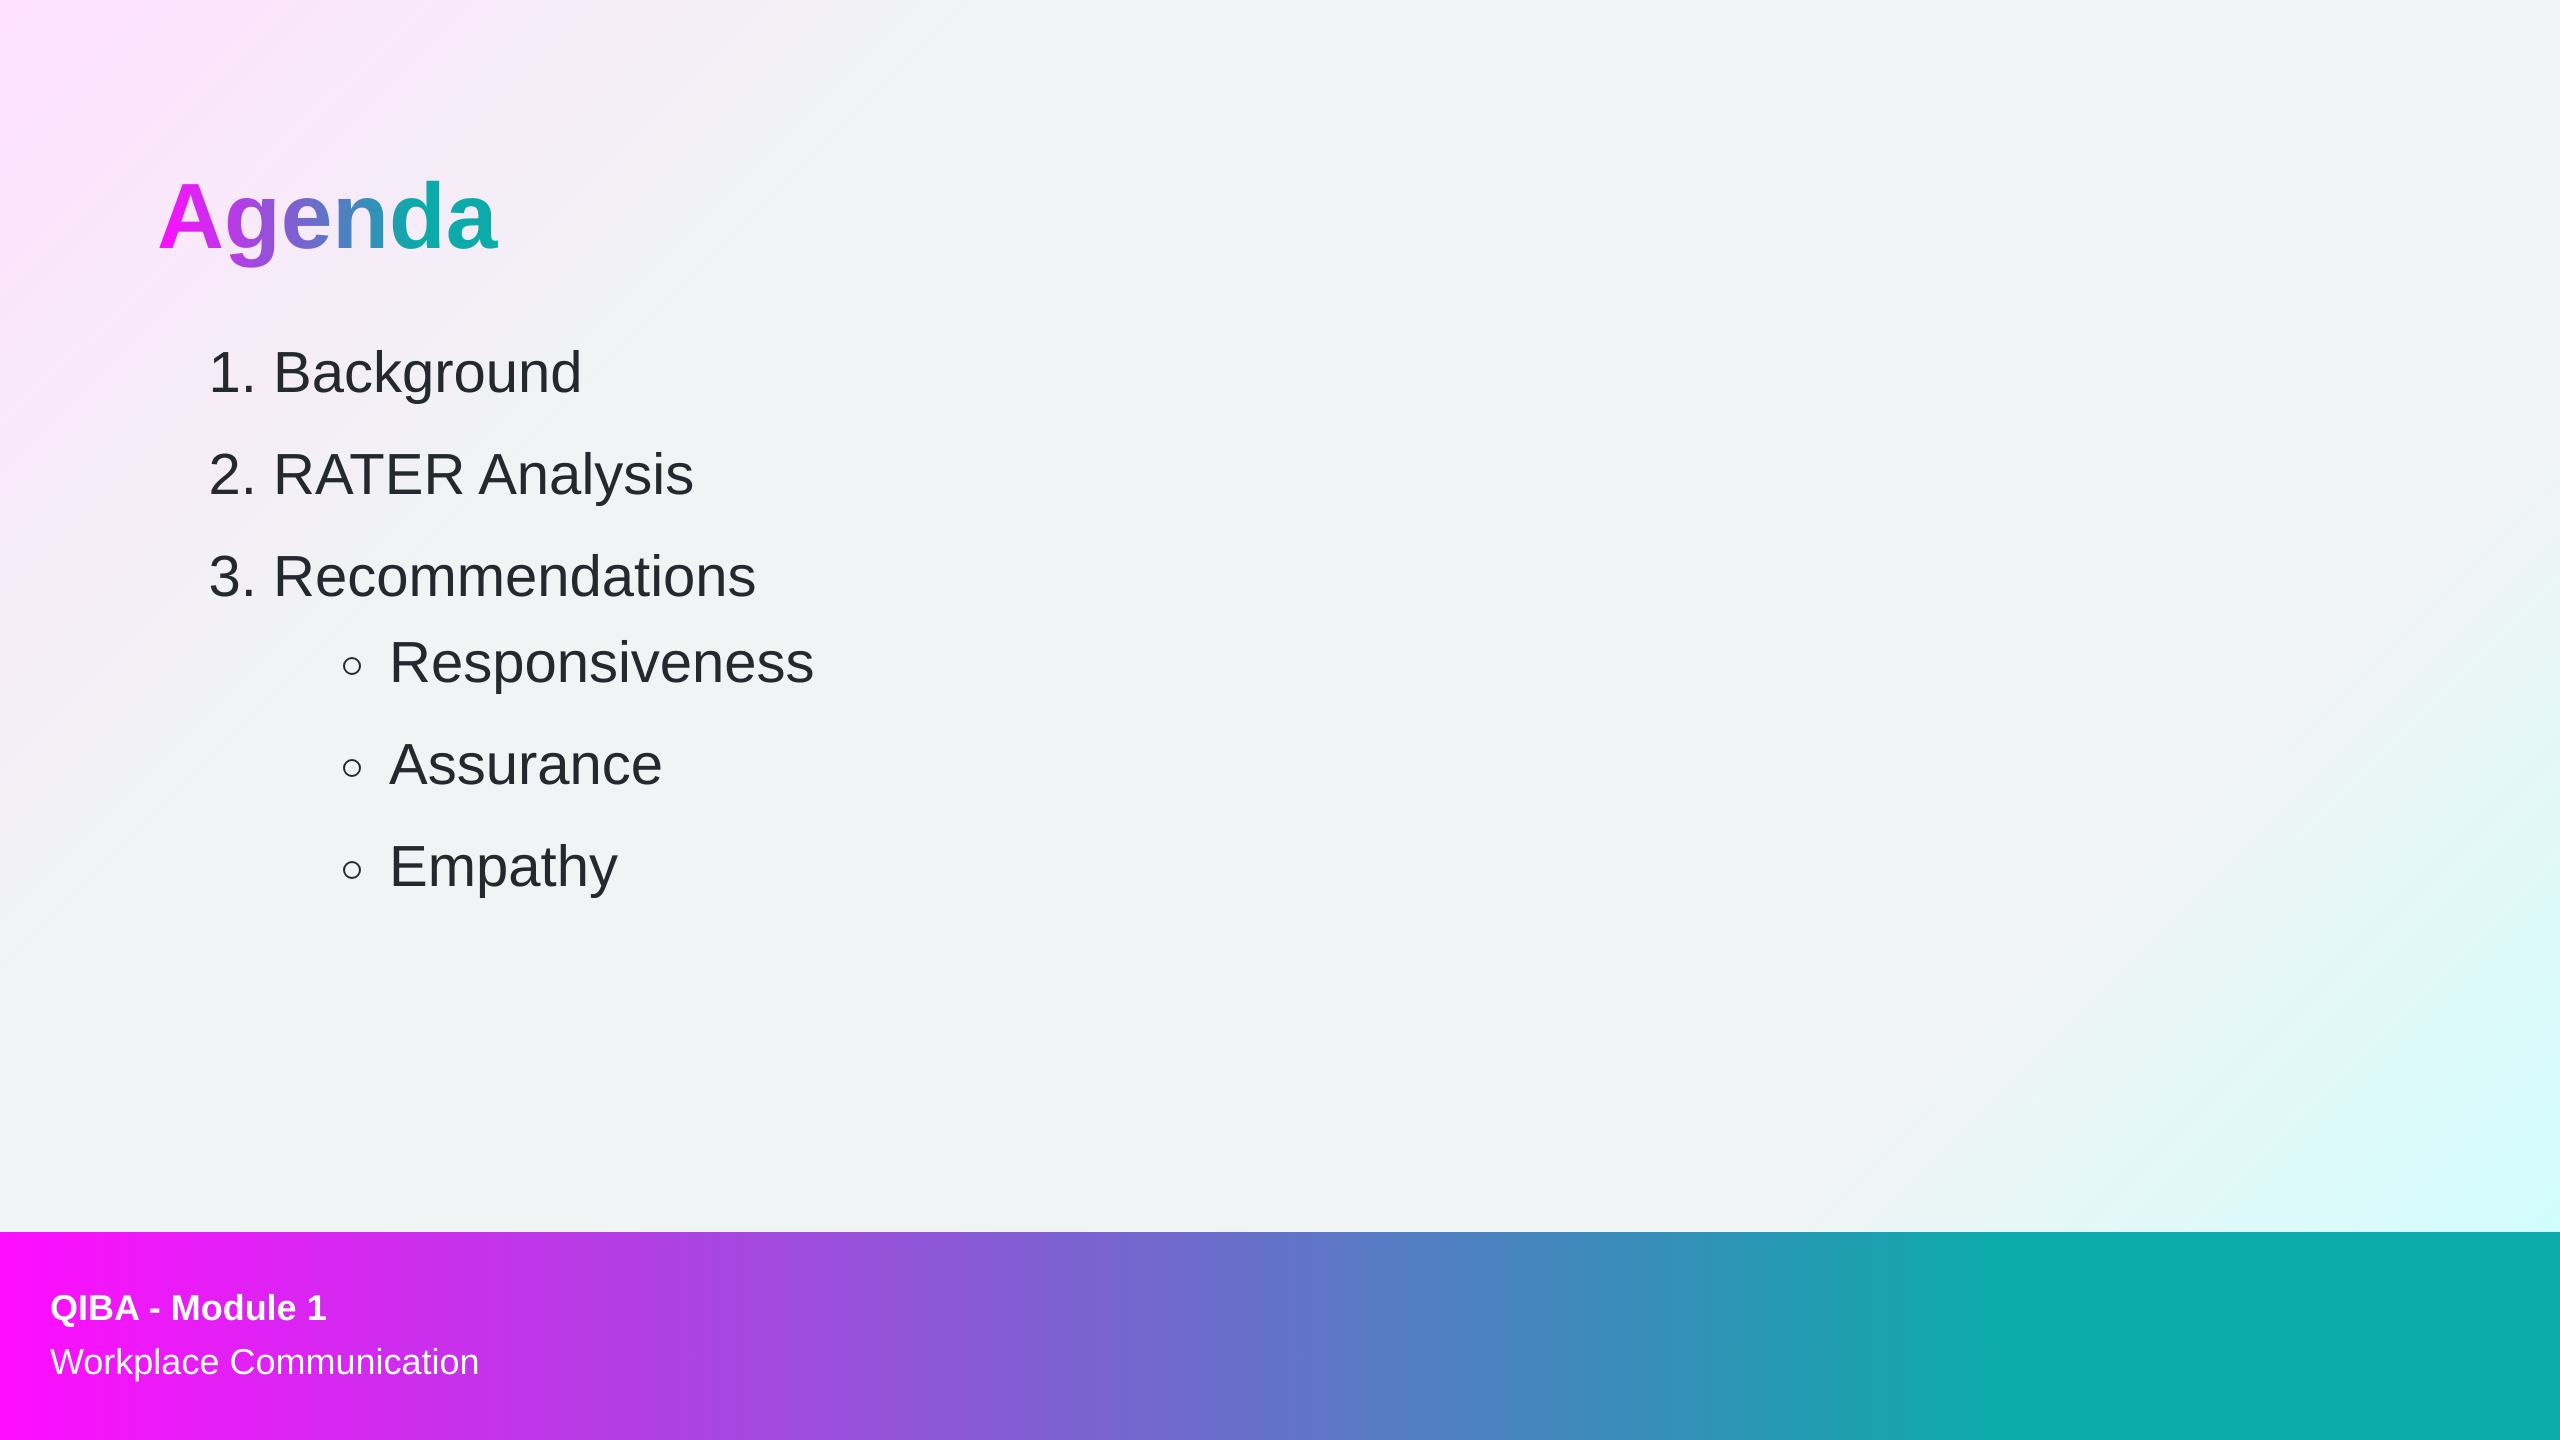 Agenda
1. Background
2. RATER Analysis
3. Recommendations
○ Responsiveness
○ Assurance
○ Empathy
QIBA - Module 1
Workplace Communication